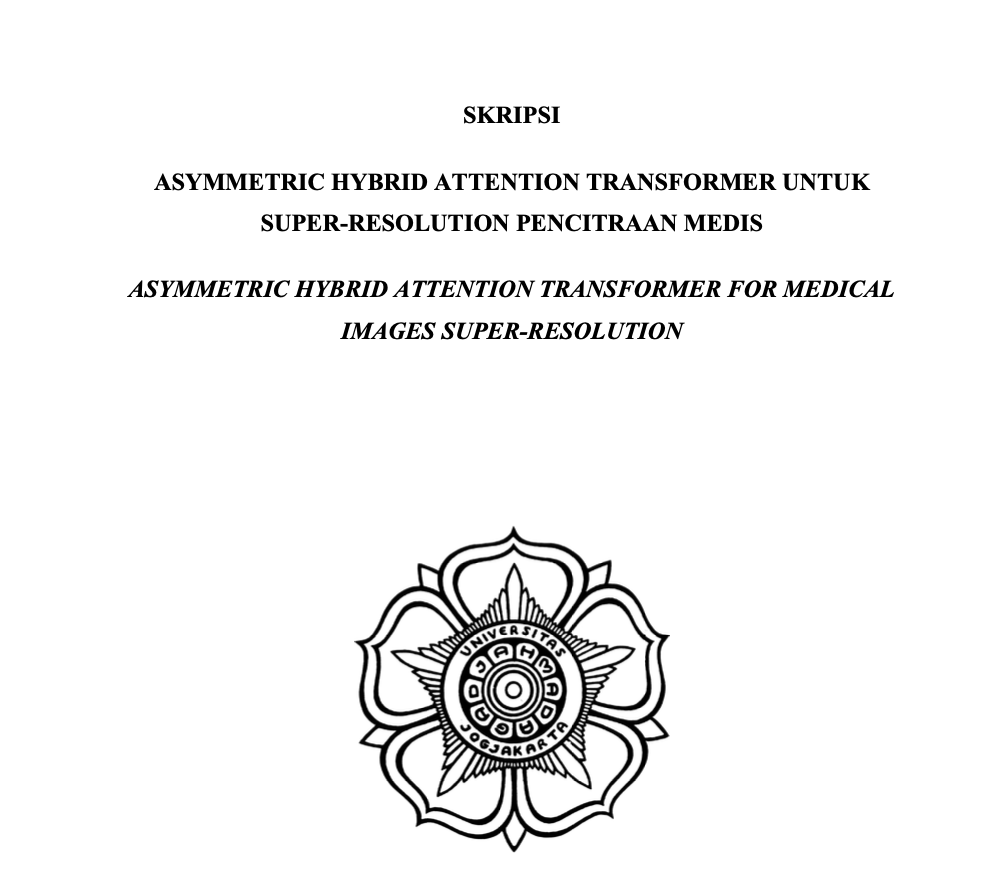 SKRIPSI
ASYMMETRIC HYBRID ATTENTION TRANSFORMER UNTUK
SUPER-RESOLUTION PENCITRAAN MEDIS
ASYMMETRIC HYBRID ATTENTION TRANSFORMER FOR MEDICAL
IMAGES SUPER-RESOLUTION
UNIVERSITAS
GADJAHMADA
JOGJAKARTA